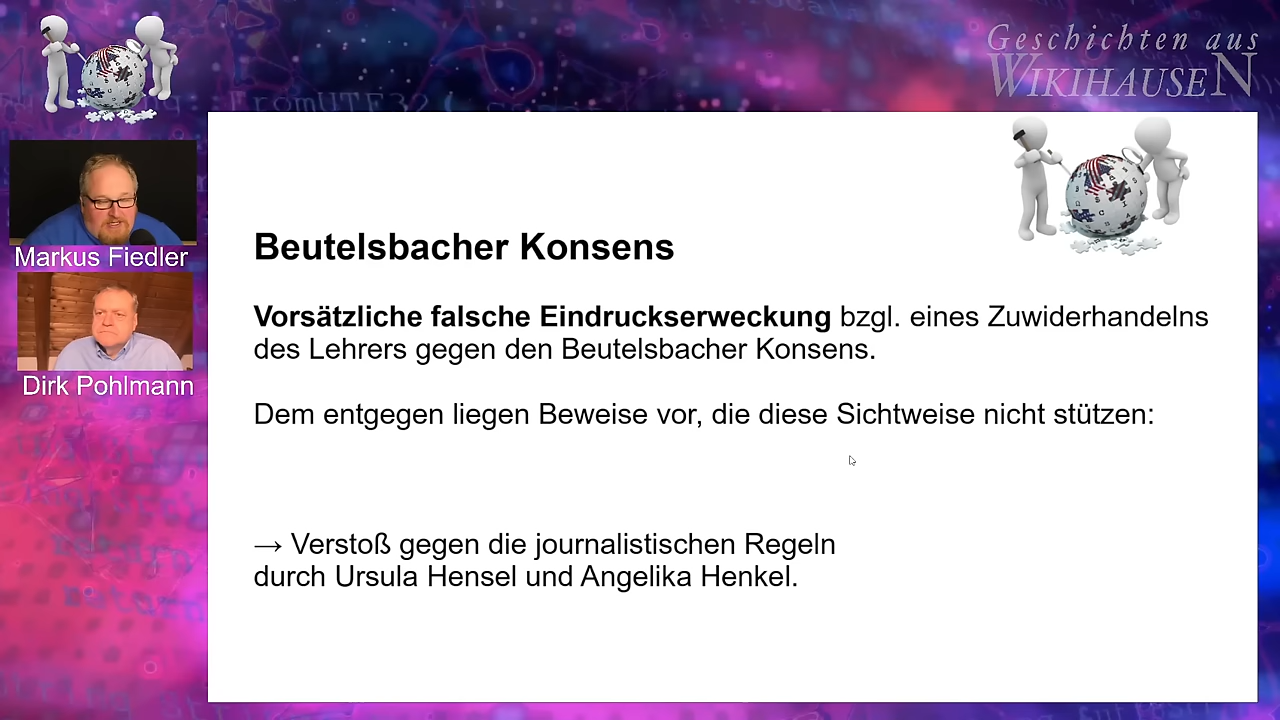 Geschichten aus
WIKIHAUSEN
Markus Fiedler
Dirk Pohlmann
Beutelsbacher Konsens
Vorsätzliche falsche Eindruckserweckung bzgl. eines Zuwiderhandelns
des Lehrers gegen den Beutelsbacher Konsens.
Dem entgegen liegen Beweise vor, die diese Sichtweise nicht stützen:
→ Verstoß gegen die journalistischen Regeln
durch Ursula Hensel und Angelika Henkel.